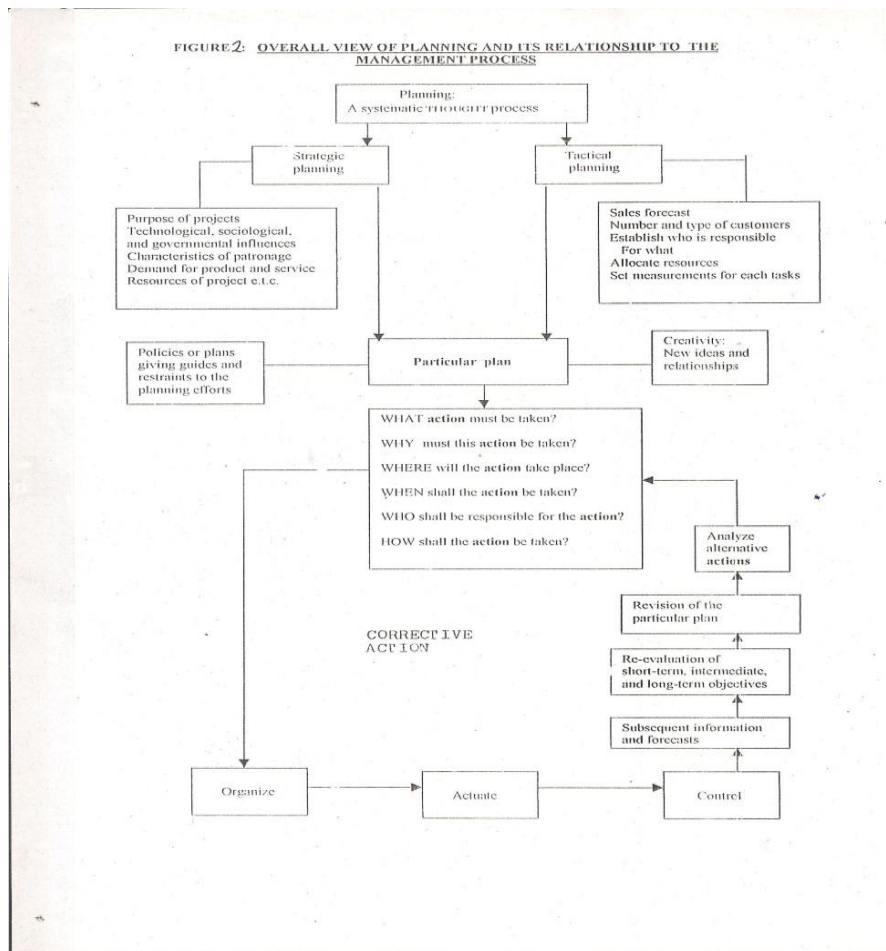 FIGURE 2: OVERALL VIEW OF PLANNING AND ITS RELATIONSHIP TO THE
MANAGEMENT PROCESS
Planning:
A systematic THOUGHT process
Strategic
planning
Tactical
planning
Purpose of projects
Technological, sociological,
and governmental influences
Characteristics of patronage
Demand for product and service
Resources of project e.t.c.
Sales forecast
Number and type of customers
Establish who is responsible
For what
Allocate resources
Set measurements for each tasks
Policies or plans
giving guides and
restraints to the
planning efforts
Particular plan
Creativity:
New ideas and
relationships
WHAT action must be taken?
WHY must this action be taken?
WHERE will the action take place?
WHEN shall the action be taken?
WHO shall be responsible for the action?
HOW shall the action be taken?
Analyze
alternative
actions
Revision of the
particular plan
CORRECTIVE
ACTION
Re-evaluation of
short-term, intermediate,
and long-term objectives
Subsequent information
and forecasts
Organize
Actuate
Control